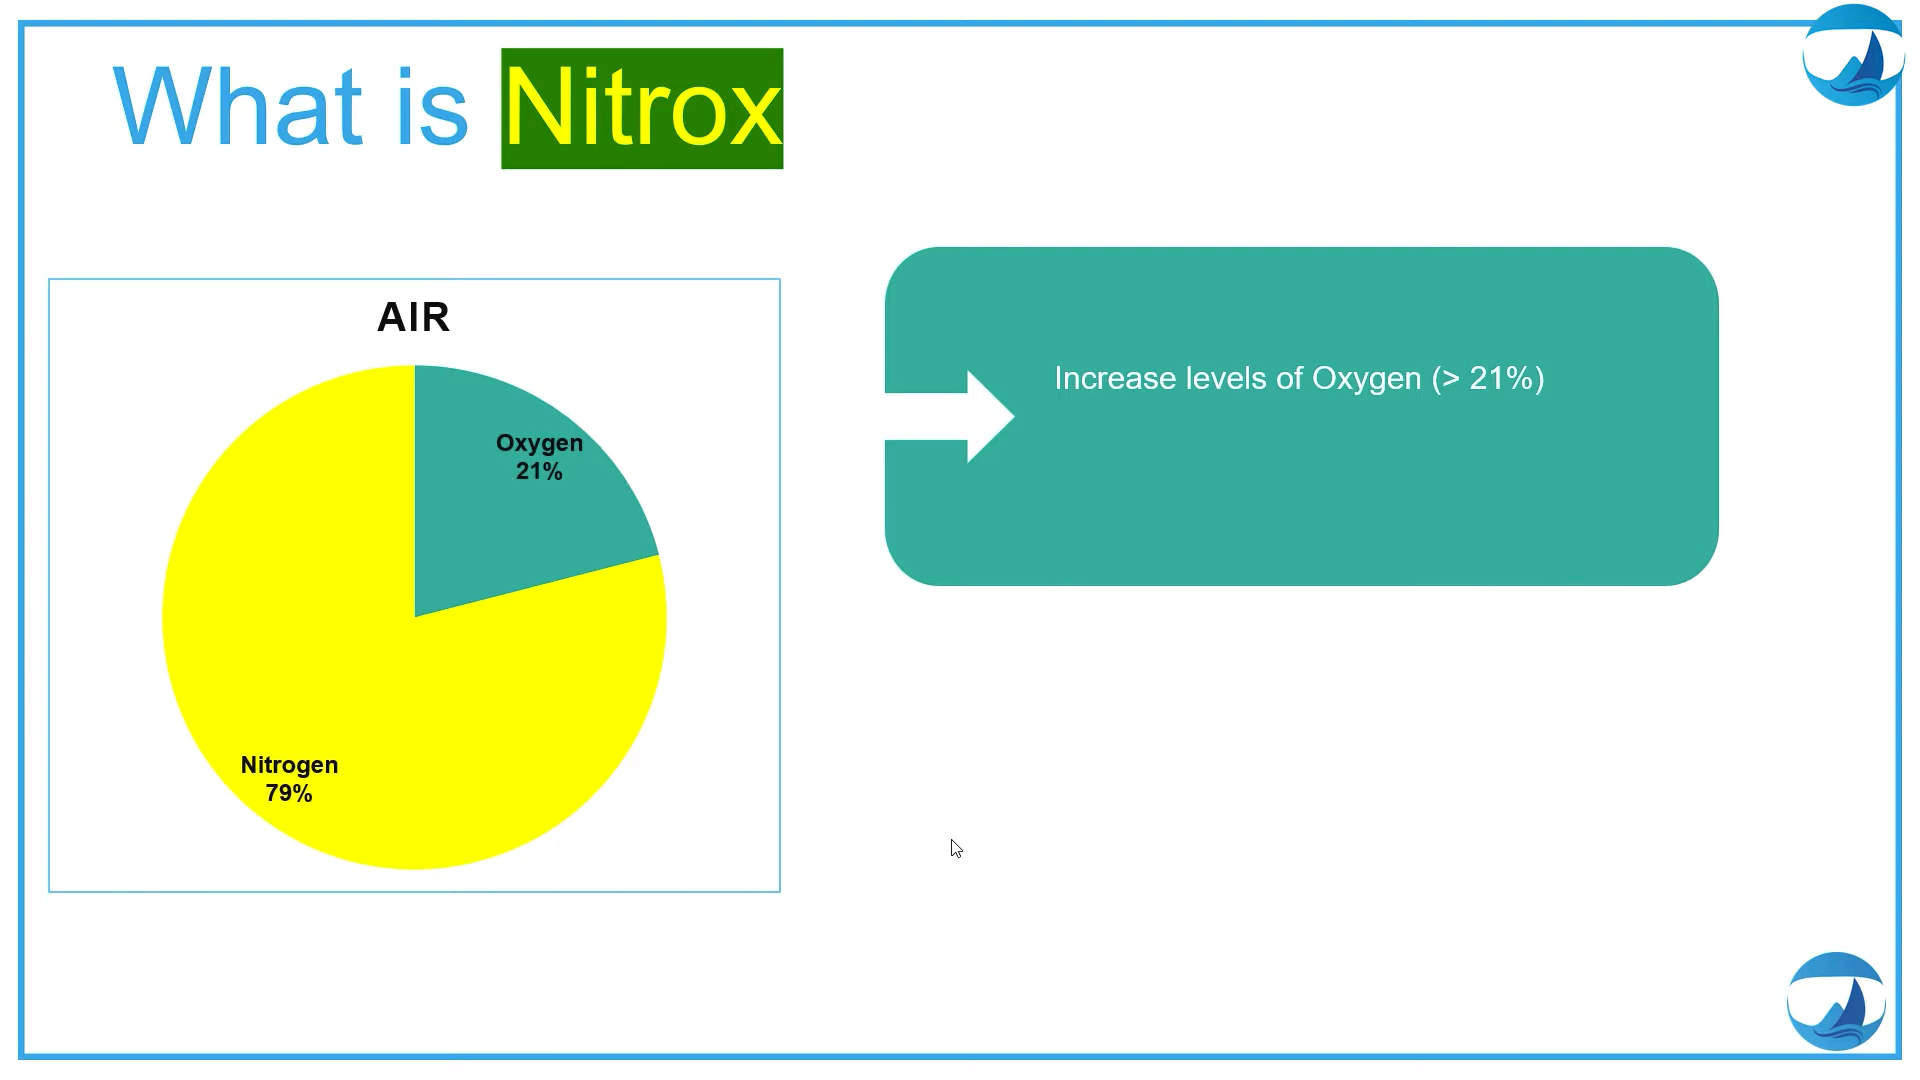 What is Nitrox
AIR
Oxygen
21%
Nitrogen
79%
Increase levels of Oxygen (> 21%)